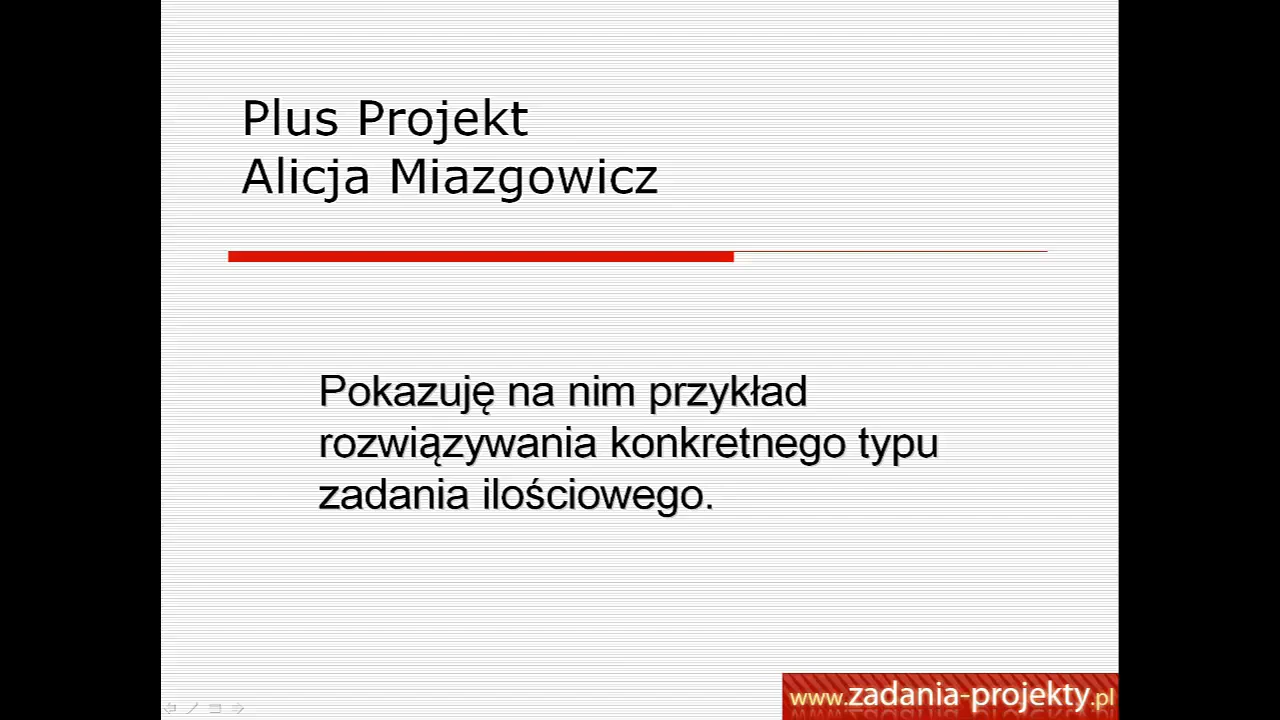 Plus Projekt
Alicja Miazgowicz
Pokazuję na nim przykład
rozwiązywania konkretnego typu
zadania ilościowego.
www.zadania-projekty.pl